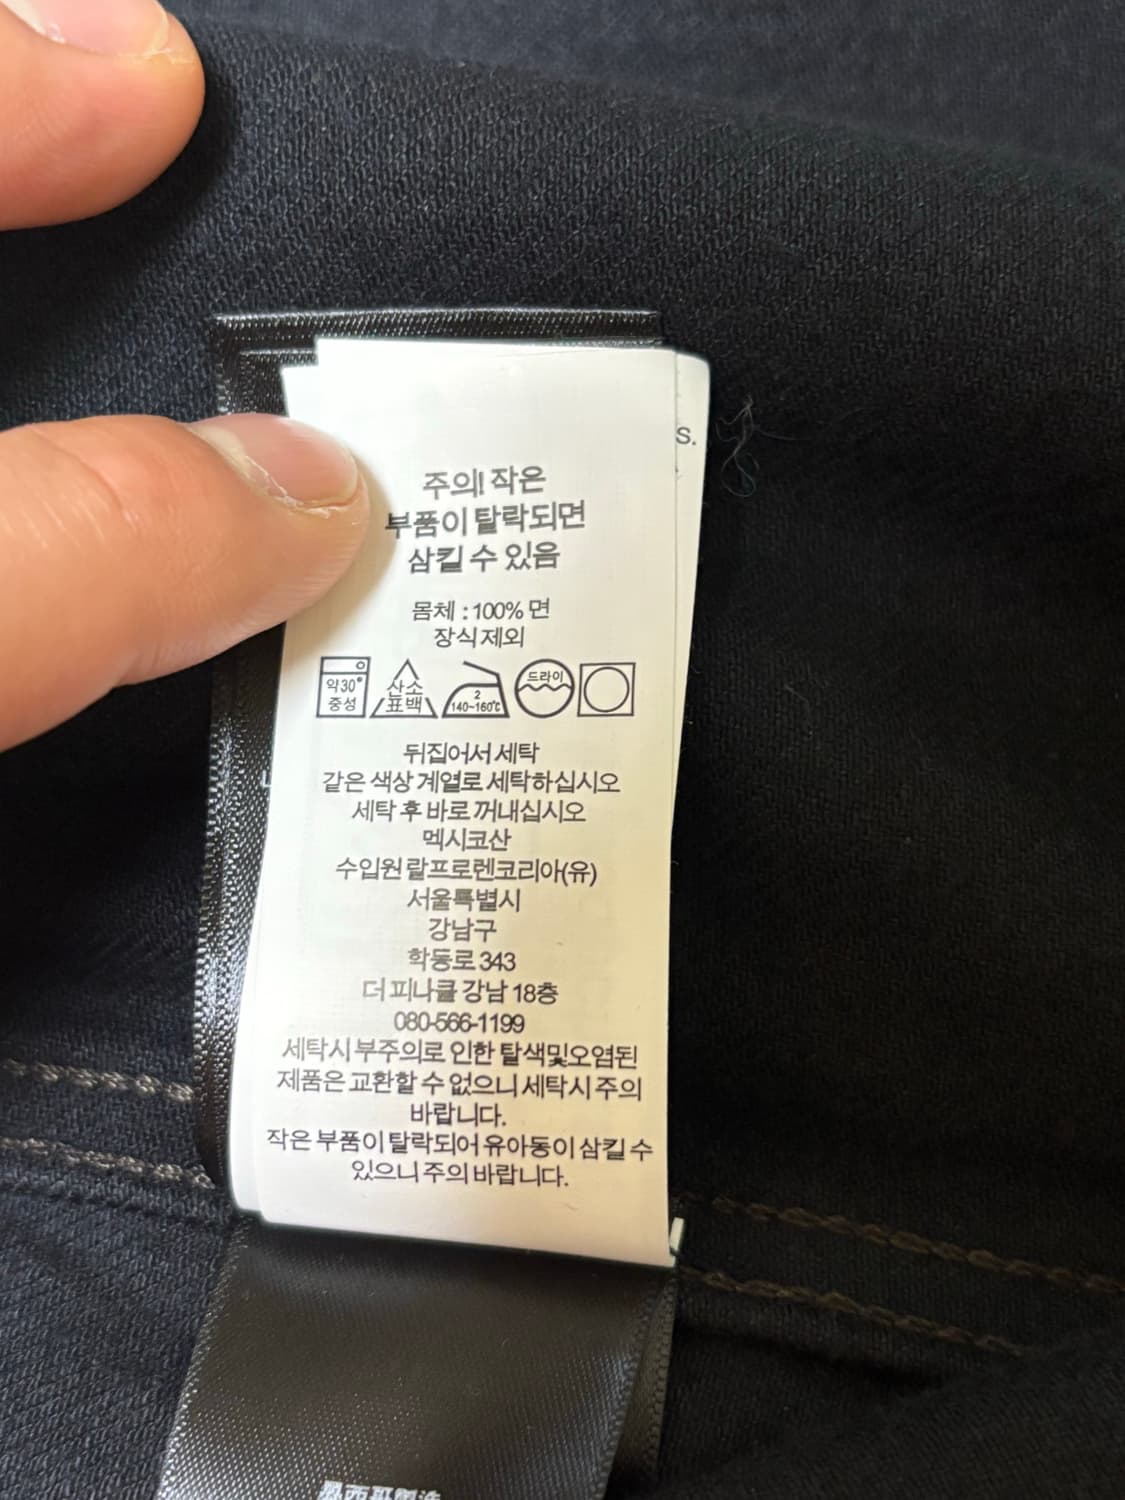 s.
주의! 작은
부품이 탈락되면
삼킬 수 있음
몸체 : 100% 면
장식 제외
약30°
중성
산소
표백
2
140~160℃
드라이
뒤집어서 세탁
같은 색상 계열로 세탁하십시오
세탁 후 바로 꺼내십시오
멕시코산
수입원 랄프로렌코리아(유)
서울특별시
강남구
학동로 343
더 피나클 강남 18층
080-566-1199
세탁시 부주의로 인한 탈색및오염된
제품은 교환할 수 없으니 세탁시 주의
바랍니다.
작은 부품이 탈락되어 유아동이 삼킬 수
있으니 주의 바랍니다.